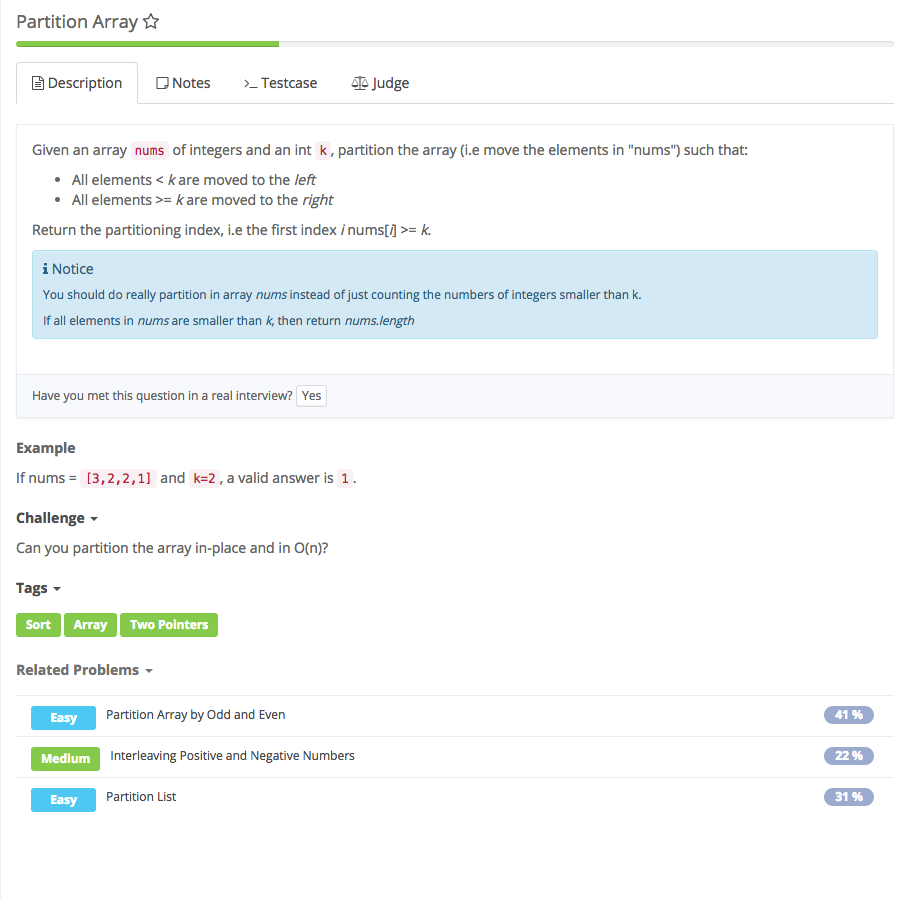 Partition Array
Description Notes Testcase Judge
Given an array nums of integers and an int k , partition the array (i.e move the elements in "nums") such that:
• All elements < k are moved to the left
• All elements >= k are moved to the right
Return the partitioning index, i.e the first index i nums[i] >= k.
Notice
You should do really partition in array nums instead of just counting the numbers of integers smaller than k.
If all elements in nums are smaller than k, then return nums.length
Have you met this question in a real interview? Yes
Example
If nums = [3,2,2,1] and k=2 , a valid answer is 1 .
Challenge
Can you partition the array in-place and in O(n)?
Tags
Sort Array Two Pointers
Related Problems
Easy Partition Array by Odd and Even 41 %
Medium Interleaving Positive and Negative Numbers 22 %
Easy Partition List 31 %